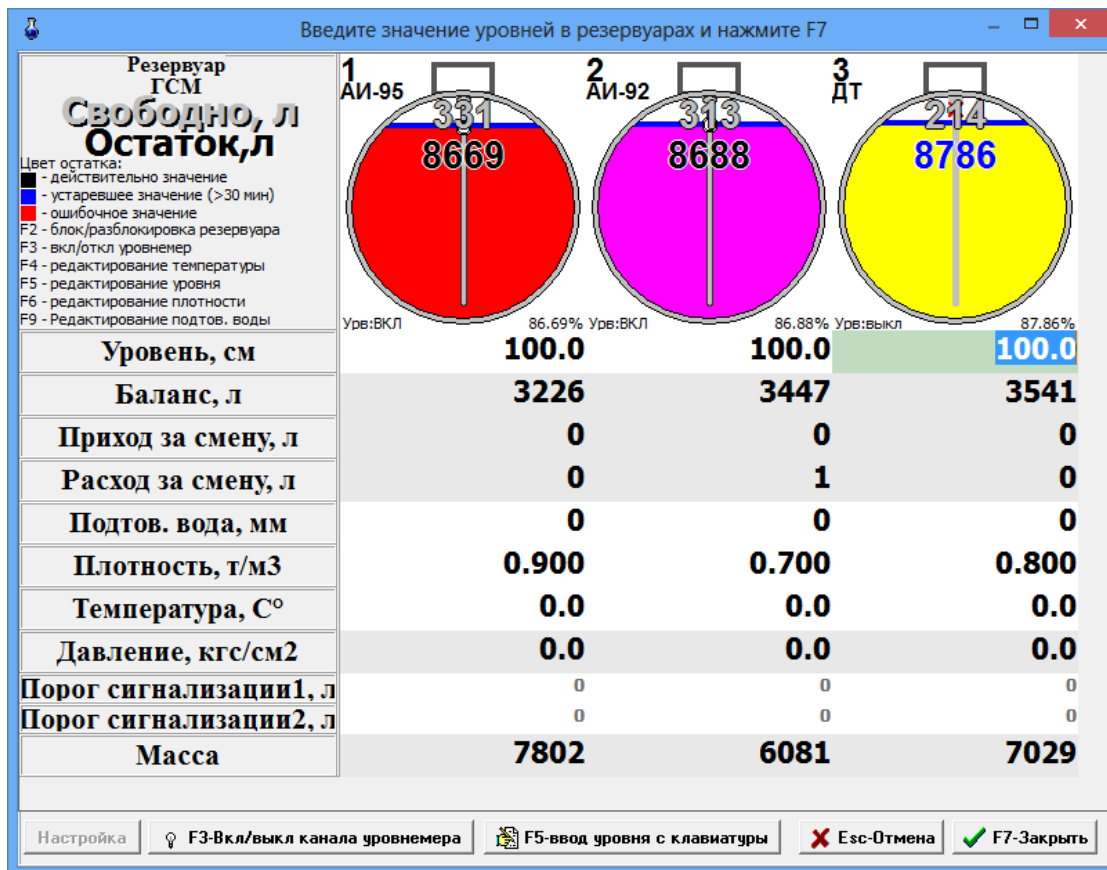 Введите значение уровней в резервуарах и нажмите F7
Резервуар
ГСМ
Свободно, л
Остаток,л
Цвет остатка:
- действительно значение
- устаревшее значение (>30 мин)
- ошибочное значение
F2 - блок/разблокировка резервуара
F3 - вкл/откл уровнемер
F4 - редактирование температуры
F5 - редактирование уровня
F6 - редактирование плотности
F9 - Редактирование подтов. воды
1
АИ-95
331
8669
Урв:ВКЛ 86.69%
2
АИ-92
313
8688
Урв:ВКЛ 86.88%
3
ДТ
214
8786
Урв:выкл 87.86%
Уровень, см 100.0 100.0 100.0
Баланс, л 3226 3447 3541
Приход за смену, л 0 0 0
Расход за смену, л 0 1 0
Подтов. вода, мм 0 0 0
Плотность, т/м3 0.900 0.700 0.800
Температура, С° 0.0 0.0 0.0
Давление, кгс/см2 0.0 0.0 0.0
Порог сигнализации1, л 0 0 0
Порог сигнализации2, л 0 0 0
Масса 7802 6081 7029
Настройка F3-Вкл/выкл канала уровнемера F5-ввод уровня с клавиатуры Esc-Отмена F7-Закрыть